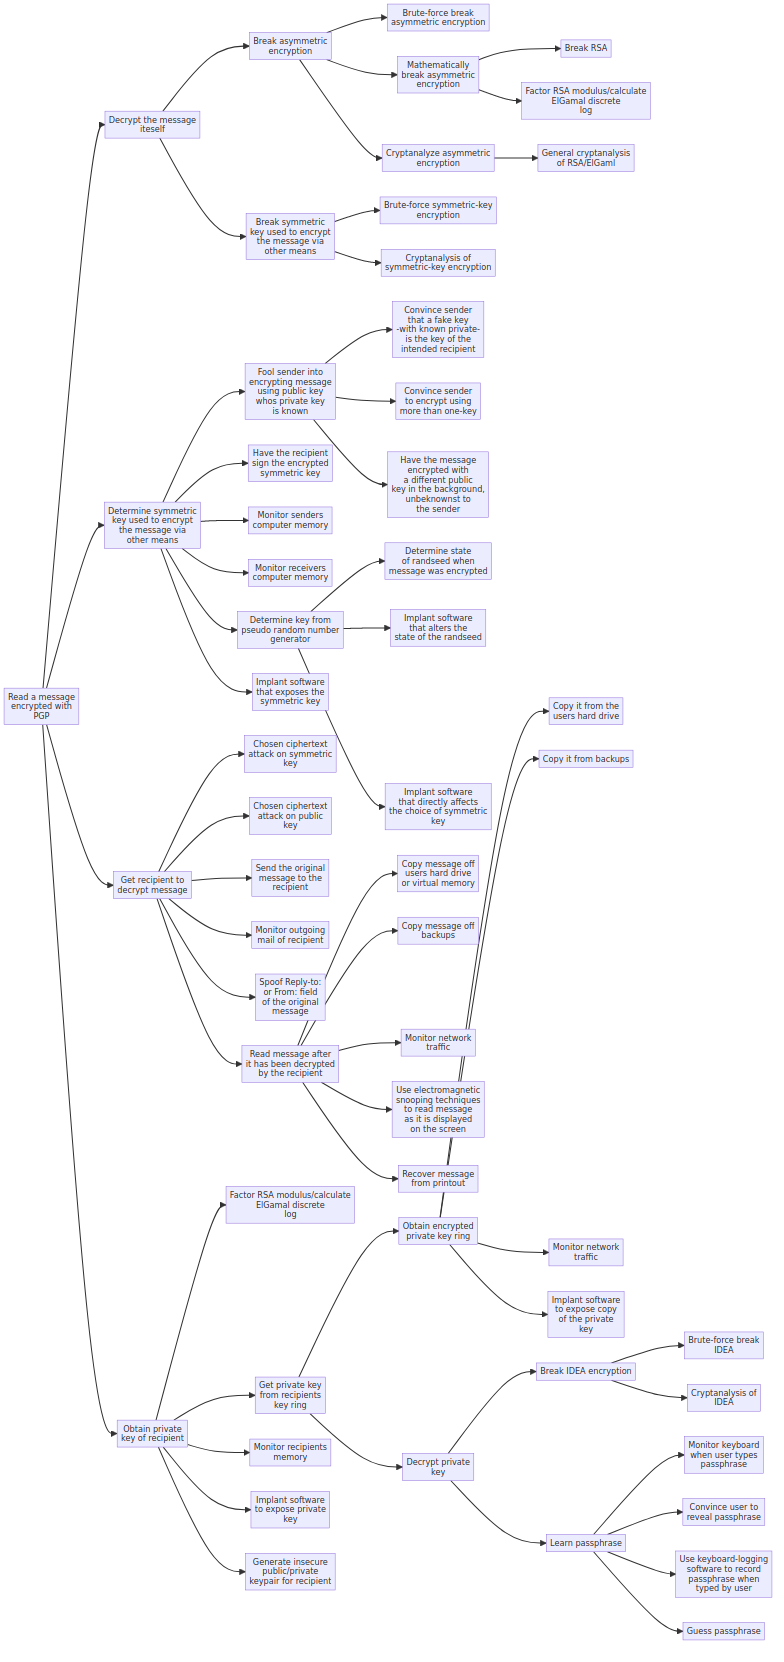 Brute-force break
asymmetric encryption
Break asymmetric
encryption
Break RSA
Mathematically
break asymmetric
encryption
Factor RSA modulus/calculate
ElGamal discrete
log
Decrypt the message
iteself
Cryptanalyze asymmetric
encryption
General cryptanalysis
of RSA/ElGaml
Brute-force symmetric-key
encryption
Break symmetric
key used to encrypt
the message via
other means
Cryptanalysis of
symmetric-key encryption
Convince sender
that a fake key
-with known private-
is the key of the
intended recipient
Fool sender into
encrypting message
using public key
whos private key
is known
Convince sender
to encrypt using
more than one-key
Have the recipient
sign the encrypted
symmetric key
Have the message
encrypted with
a different public
key in the background,
unbeknownst to
the sender
Determine symmetric
key used to encrypt
the message via
other means
Monitor senders
computer memory
Monitor receivers
computer memory
Determine state
of randseed when
message was encrypted
Determine key from
pseudo random number
generator
Implant software
that alters the
state of the randseed
Read a message
encrypted with
PGP
Implant software
that exposes the
symmetric key
Copy it from the
users hard drive
Chosen ciphertext
attack on symmetric
key
Copy it from backups
Chosen ciphertext
attack on public
key
Implant software
that directly affects
the choice of symmetric
key
Get recipient to
decrypt message
Send the original
message to the
recipient
Copy message off
users hard drive
or virtual memory
Monitor outgoing
mail of recipient
Copy message off
backups
Spoof Reply-to:
or From: field
of the original
message
Read message after
it has been decrypted
by the recipient
Monitor network
traffic
Use electromagnetic
snooping techniques
to read message
as it is displayed
on the screen
Recover message
from printout
Factor RSA modulus/calculate
ElGamal discrete
log
Obtain encrypted
private key ring
Monitor network
traffic
Implant software
to expose copy
of the private
key
Brute-force break
IDEA
Break IDEA encryption
Get private key
from recipients
key ring
Cryptanalysis of
IDEA
Obtain private
key of recipient
Monitor recipients
memory
Decrypt private
key
Monitor keyboard
when user types
passphrase
Implant software
to expose private
key
Convince user to
reveal passphrase
Learn passphrase
Generate insecure
public/private
keypair for recipient
Use keyboard-logging
software to record
passphrase when
typed by user
Guess passphrase